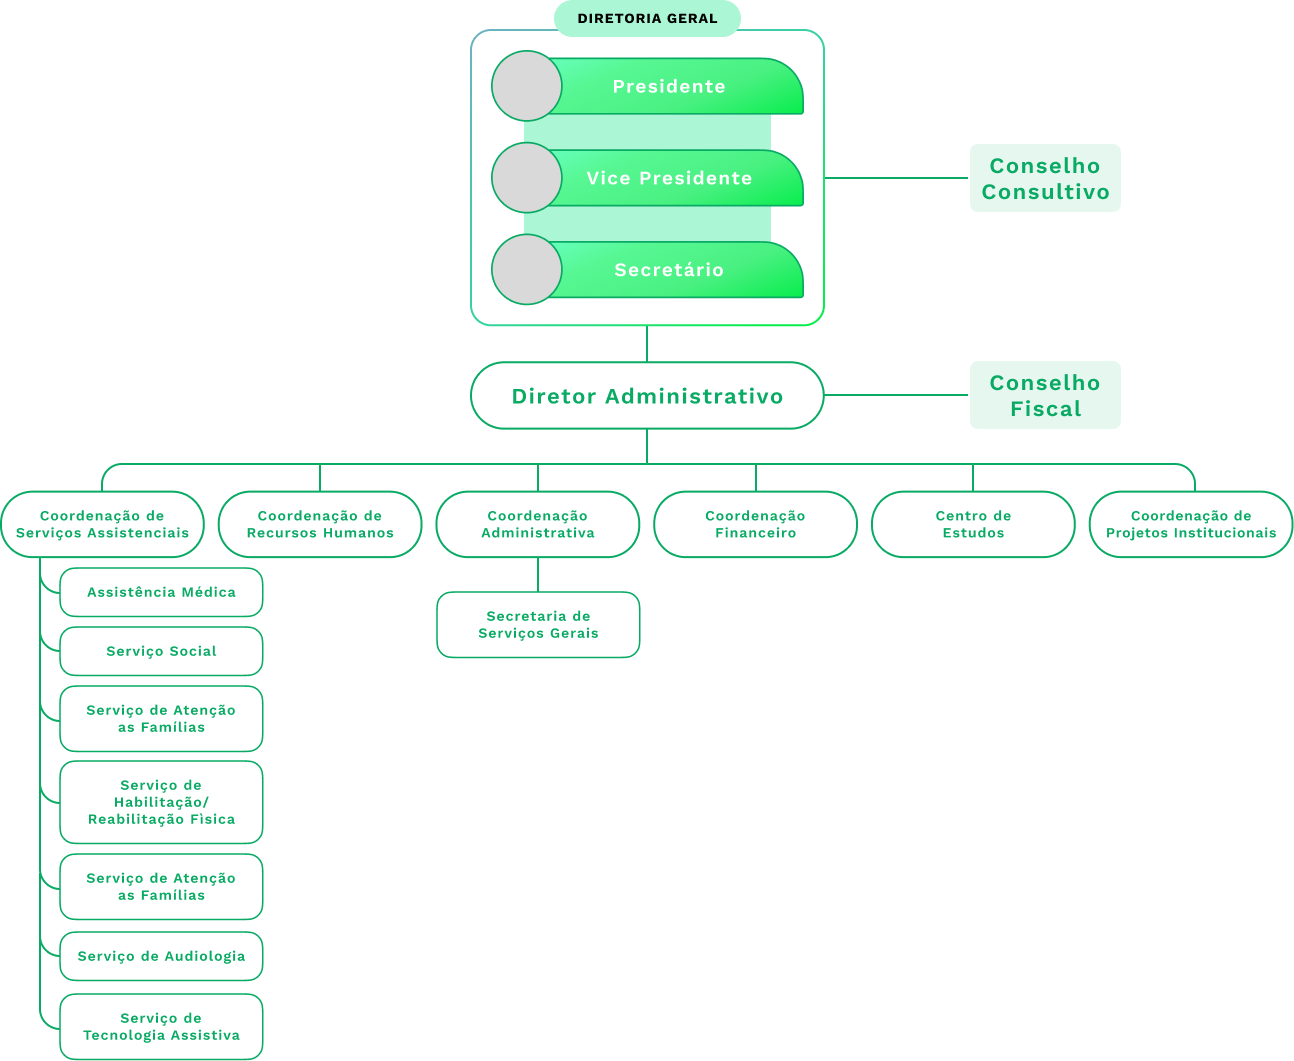 DIRETORIA GERAL
Presidente
Vice Presidente
Secretário
Conselho
Consultivo
Diretor Administrativo
Conselho
Fiscal
Coordenação de
Serviços Assistenciais
Coordenação de
Recursos Humanos
Coordenação
Administrativa
Coordenação
Financeiro
Centro de
Estudos
Coordenação de
Projetos Institucionais
Assistência Médica
Serviço Social
Serviço de Atenção
as Famílias
Serviço de
Habilitação/
Reabilitação Fìsica
Serviço de Atenção
as Famílias
Serviço de Audiologia
Serviço de
Tecnologia Assistiva
Secretaria de
Serviços Gerais